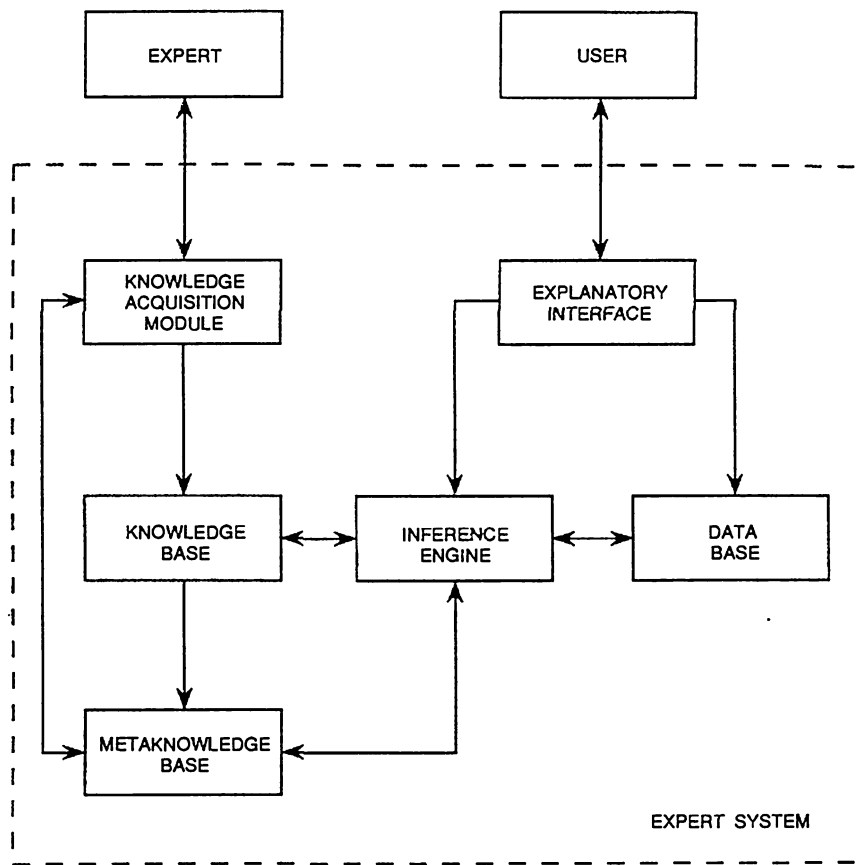 EXPERT
USER
KNOWLEDGE
ACQUISITION
MODULE
EXPLANATORY
INTERFACE
KNOWLEDGE
BASE
INFERENCE
ENGINE
DATA
BASE
METAKNOWLEDGE
BASE
EXPERT SYSTEM